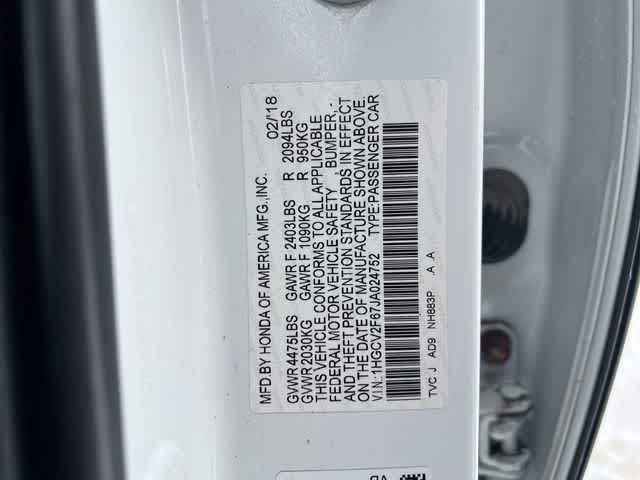 MFD.BY HONDA OF AMERICA MFG.,INC. 02/'18
GVWR 4475LBS GAWR F 2403LBS R 2094LBS
GVWR 2030KG GAWR F 1090KG R 950KG
THIS VEHICLE CONFORMS TO ALL APPLICABLE
FEDERAL MOTOR VEHICLE SAFETY , BUMPER, ,
AND THEFT PREVENTION STANDARDS IN EFFECT
ON THE DATE OF MANUFACTURE SHOWN ABOVE.
V.I.N.:1HGCV2F67JA024752 TYPE:PASSENGER CAR
TVC J AD9 NH883P .A .A